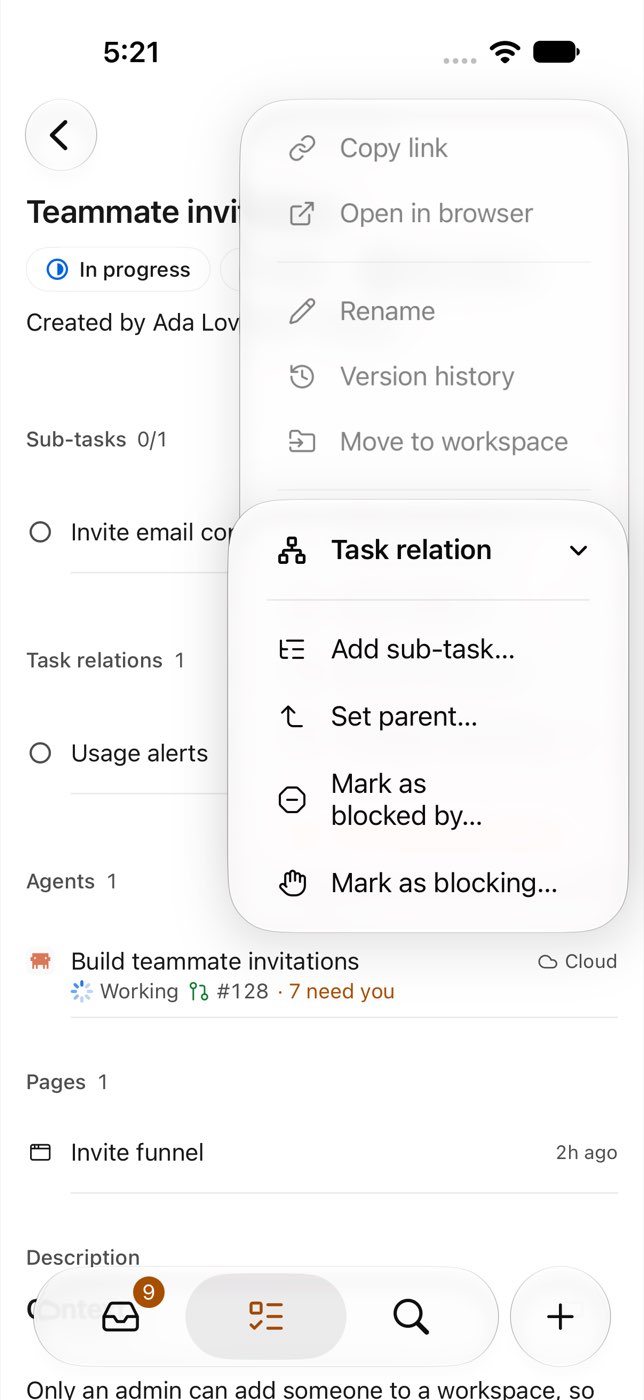 5:21
Copy link
Open in browser
Teammate invi
In progress
Rename
Created by Ada Lov
Version history
Move to workspace
Sub-tasks 0/1
Invite email co
Task relation
Add sub-task...
Task relations 1
Set parent...
Usage alerts
Mark as
blocked by...
Mark as blocking...
Agents 1
Build teammate invitations
Cloud
Working #128 · 7 need you
Pages 1
Invite funnel
2h ago
Description
9
Only an admin can add someone to a workspace, so